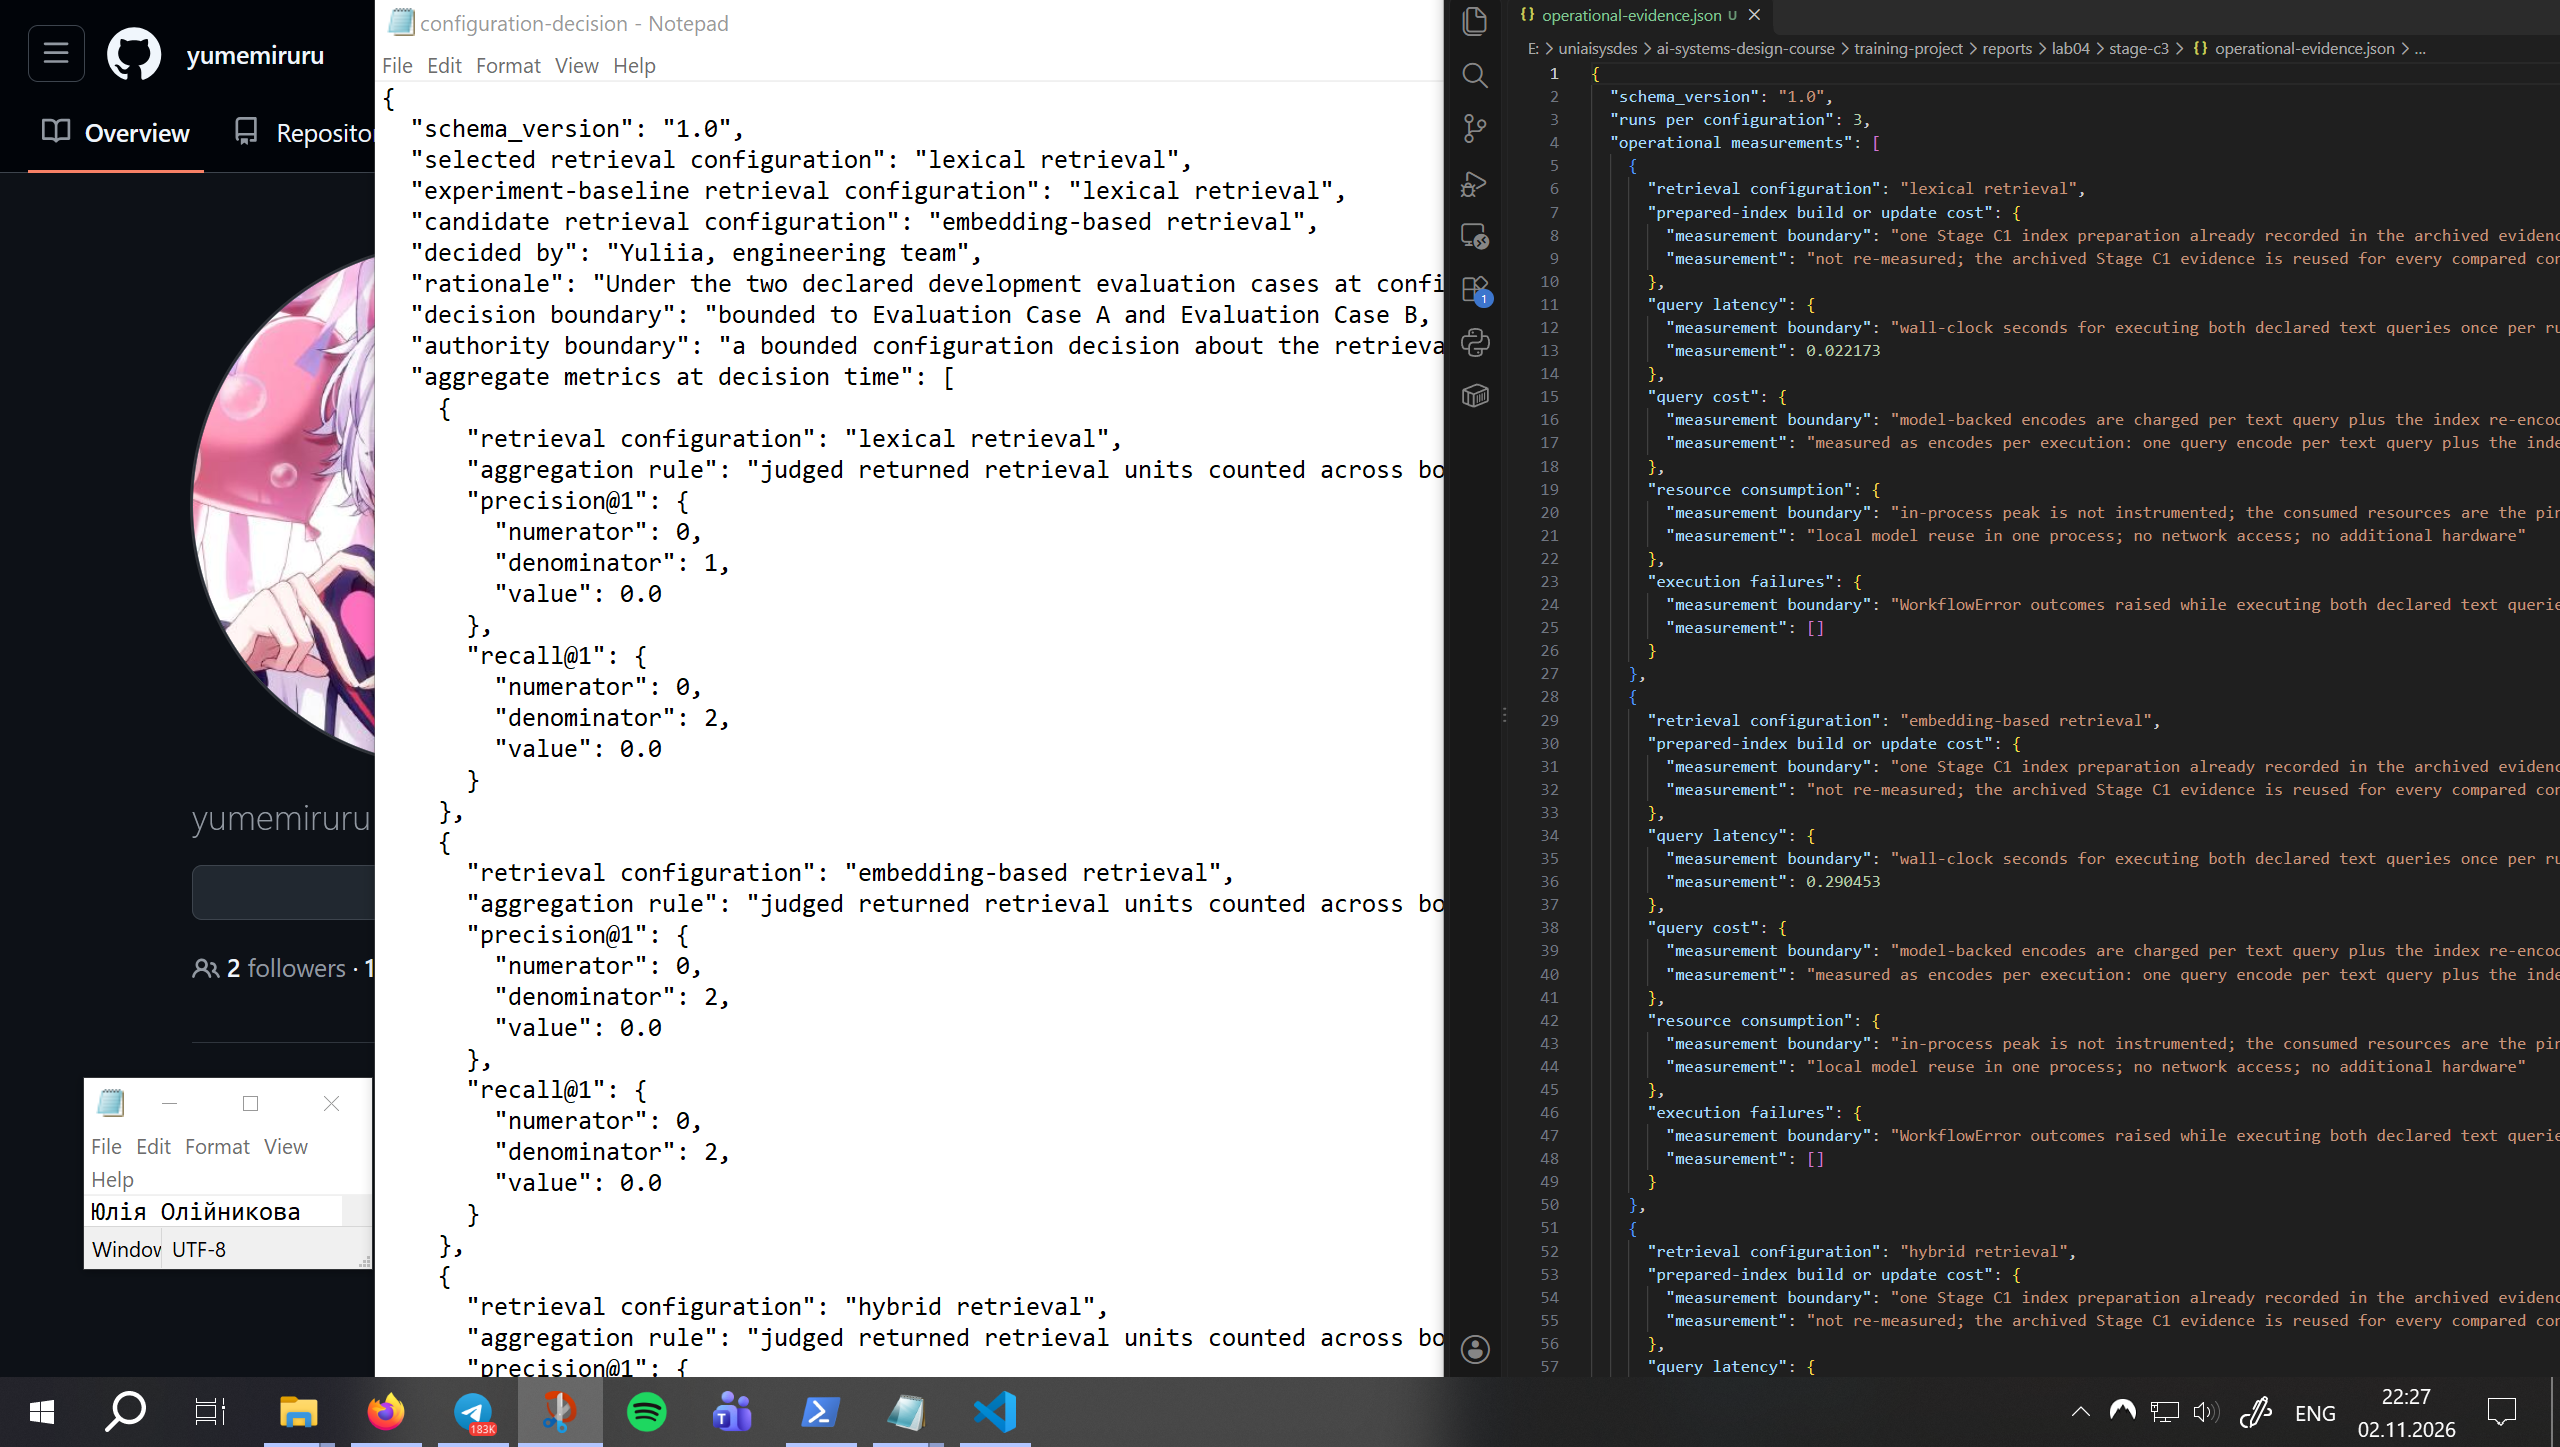 yumemiruru
Overview
Reposito
yumemiruru
2 followers · 1
File Edit Format View
Help
Юлія Олійникова
Window UTF-8
configuration-decision - Notepad
File Edit Format View Help
{
"schema_version": "1.0",
"selected retrieval configuration": "lexical retrieval",
"experiment-baseline retrieval configuration": "lexical retrieval",
"candidate retrieval configuration": "embedding-based retrieval",
"decided by": "Yuliia, engineering team",
"rationale": "Under the two declared development evaluation cases at confi
"decision boundary": "bounded to Evaluation Case A and Evaluation Case B,
"authority boundary": "a bounded configuration decision about the retrieva
"aggregate metrics at decision time": [
{
"retrieval configuration": "lexical retrieval",
"aggregation rule": "judged returned retrieval units counted across bo
"precision@1": {
"numerator": 0,
"denominator": 1,
"value": 0.0
},
"recall@1": {
"numerator": 0,
"denominator": 2,
"value": 0.0
}
},
{
"retrieval configuration": "embedding-based retrieval",
"aggregation rule": "judged returned retrieval units counted across bo
"precision@1": {
"numerator": 0,
"denominator": 2,
"value": 0.0
},
"recall@1": {
"numerator": 0,
"denominator": 2,
"value": 0.0
}
},
{
"retrieval configuration": "hybrid retrieval",
"aggregation rule": "judged returned retrieval units counted across bo
"precision@1": {
{} operational-evidence.json U
E: > uniaisysdes > ai-systems-design-course > training-project > reports > lab04 > stage-c3 > {} operational-evidence.json > ...
1 {
2 "schema_version": "1.0",
3 "runs per configuration": 3,
4 "operational measurements": [
5 {
6 "retrieval configuration": "lexical retrieval",
7 "prepared-index build or update cost": {
8 "measurement boundary": "one Stage C1 index preparation already recorded in the archived evidenc
9 "measurement": "not re-measured; the archived Stage C1 evidence is reused for every compared con
10 },
11 "query latency": {
12 "measurement boundary": "wall-clock seconds for executing both declared text queries once per ru
13 "measurement": 0.022173
14 },
15 "query cost": {
16 "measurement boundary": "model-backed encodes are charged per text query plus the index re-encod
17 "measurement": "measured as encodes per execution: one query encode per text query plus the inde
18 },
19 "resource consumption": {
20 "measurement boundary": "in-process peak is not instrumented; the consumed resources are the pin
21 "measurement": "local model reuse in one process; no network access; no additional hardware"
22 },
23 "execution failures": {
24 "measurement boundary": "WorkflowError outcomes raised while executing both declared text querie
25 "measurement": []
26 }
27 },
28 {
29 "retrieval configuration": "embedding-based retrieval",
30 "prepared-index build or update cost": {
31 "measurement boundary": "one Stage C1 index preparation already recorded in the archived evidenc
32 "measurement": "not re-measured; the archived Stage C1 evidence is reused for every compared con
33 },
34 "query latency": {
35 "measurement boundary": "wall-clock seconds for executing both declared text queries once per ru
36 "measurement": 0.290453
37 },
38 "query cost": {
39 "measurement boundary": "model-backed encodes are charged per text query plus the index re-encod
40 "measurement": "measured as encodes per execution: one query encode per text query plus the inde
41 },
42 "resource consumption": {
43 "measurement boundary": "in-process peak is not instrumented; the consumed resources are the pin
44 "measurement": "local model reuse in one process; no network access; no additional hardware"
45 },
46 "execution failures": {
47 "measurement boundary": "WorkflowError outcomes raised while executing both declared text querie
48 "measurement": []
49 }
50 },
51 {
52 "retrieval configuration": "hybrid retrieval",
53 "prepared-index build or update cost": {
54 "measurement boundary": "one Stage C1 index preparation already recorded in the archived evidenc
55 "measurement": "not re-measured; the archived Stage C1 evidence is reused for every compared con
56 },
57 "query latency": {
1
183K
ENG
22:27
02.11.2026